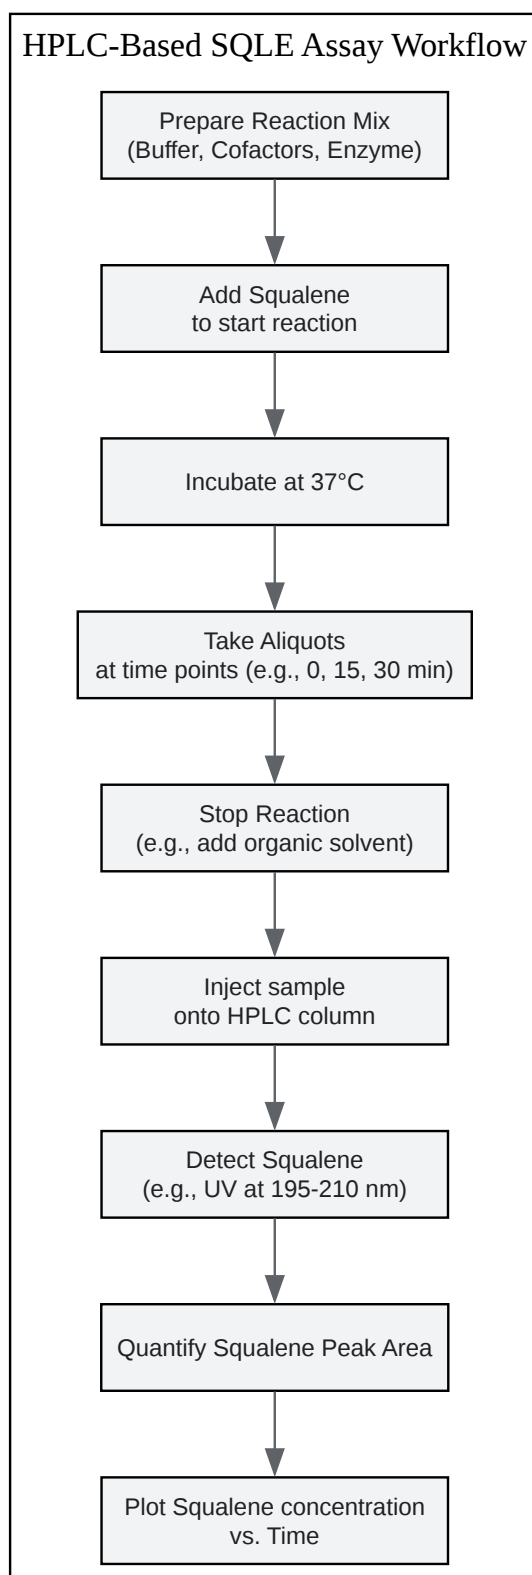 HPLC-Based SQLE Assay Workflow
Prepare Reaction Mix
(Buffer, Cofactors, Enzyme)
Add Squalene
to start reaction
Incubate at 37°C
Take Aliquots
at time points (e.g., 0, 15, 30 min)
Stop Reaction
(e.g., add organic solvent)
Inject sample
onto HPLC column
Detect Squalene
(e.g., UV at 195-210 nm)
Quantify Squalene Peak Area
Plot Squalene concentration
vs. Time